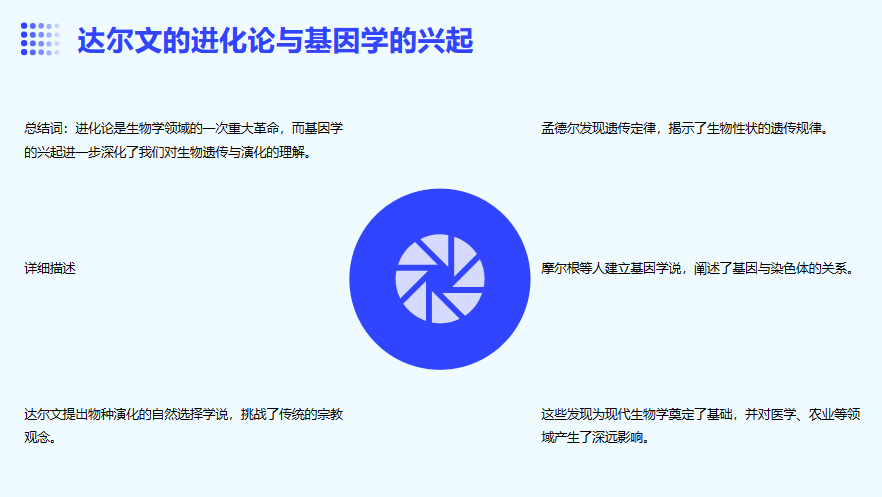 达尔文的进化论与基因学的兴起
总结词：进化论是生物学领域的一次重大革命，而基因学
的兴起进一步深化了我们对生物遗传与演化的理解。
详细描述
达尔文提出物种演化的自然选择学说，挑战了传统的宗教
观念。
孟德尔发现遗传定律，揭示了生物性状的遗传规律。
摩尔根等人建立基因学说，阐述了基因与染色体的关系。
这些发现为现代生物学奠定了基础，并对医学、农业等领
域产生了深远影响。